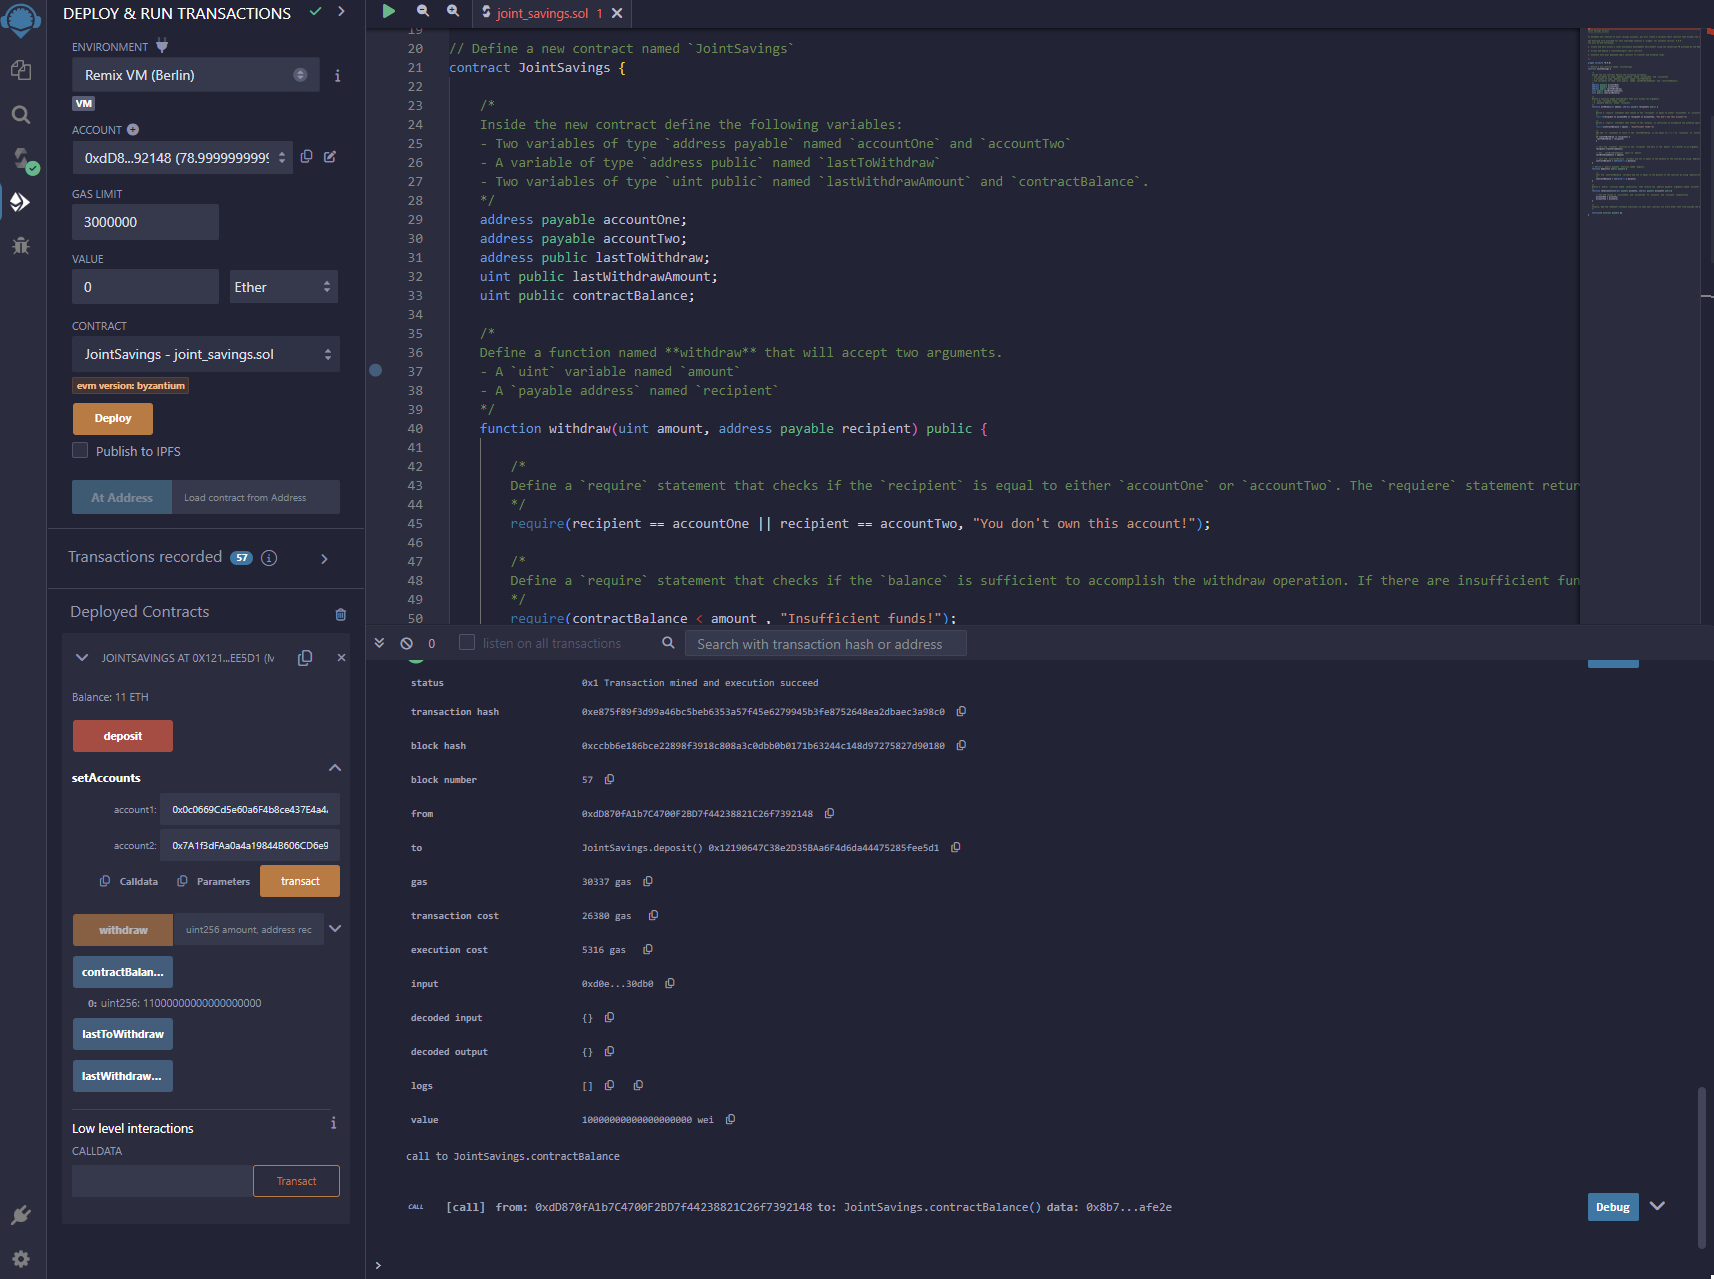 DEPLOY & RUN TRANSACTIONS
ENVIRONMENT
Remix VM (Berlin)
VM
ACCOUNT
0xdD8...92148 (78.9999999999
GAS LIMIT
3000000
VALUE
0
Ether
CONTRACT
JointSavings - joint_savings.sol
evm version: byzantium
Deploy
Publish to IPFS
At Address
Load contract from Address
Transactions recorded 57
Deployed Contracts
JOINTSAVINGS AT 0X121...EE5D1 (M
Balance: 11 ETH
deposit
setAccounts
account1: 0x0c0669Cd5e60a6F4b8ce437E4a4
account2: 0x7A1f3dFAa0a4a19844B606CD6e9
Calldata
Parameters
transact
withdraw
uint256 amount, address rec
contractBalan...
0: uint256: 11000000000000000000
lastToWithdraw
lastWithdraw...
Low level interactions
CALLDATA
Transact
joint_savings.sol 1
19
20 // Define a new contract named `JointSavings`
21 contract JointSavings {
22
23 /*
24 Inside the new contract define the following variables:
25 - Two variables of type `address payable` named `accountOne` and `accountTwo`
26 - A variable of type `address public` named `lastToWithdraw`
27 - Two variables of type `uint public` named `lastWithdrawAmount` and `contractBalance`.
28 */
29 address payable accountOne;
30 address payable accountTwo;
31 address public lastToWithdraw;
32 uint public lastWithdrawAmount;
33 uint public contractBalance;
34
35 /*
36 Define a function named **withdraw** that will accept two arguments.
37 - A `uint` variable named `amount`
38 - A `payable address` named `recipient`
39 */
40 function withdraw(uint amount, address payable recipient) public {
41
42 /*
43 Define a `require` statement that checks if the `recipient` is equal to either `accountOne` or `accountTwo`. The `requiere` statement retur
44 */
45 require(recipient == accountOne || recipient == accountTwo, "You don't own this account!");
46
47 /*
48 Define a `require` statement that checks if the `balance` is sufficient to accomplish the withdraw operation. If there are insufficient fun
49 */
50 require(contractBalance < amount , "Insufficient funds!");
0
listen on all transactions
Search with transaction hash or address
status 0x1 Transaction mined and execution succeed
transaction hash 0xe875f89f3d99a46bc5beb6353a57f45e6279945b3fe8752648ea2dbaec3a98c0
block hash 0xccbb6e186bce22898f3918c808a3c0dbb0b0171b63244c148d97275827d90180
block number 57
from 0xdD870fA1b7C4700F2BD7f44238821C26f7392148
to JointSavings.deposit() 0x12190647C38e2D35BAa6F4d6da44475285fee5d1
gas 30337 gas
transaction cost 26380 gas
execution cost 5316 gas
input 0xd0e...30db0
decoded input {}
decoded output {}
logs []
value 10000000000000000000 wei
call to JointSavings.contractBalance
CALL [call] from: 0xdD870fA1b7C4700F2BD7f44238821C26f7392148 to: JointSavings.contractBalance() data: 0x8b7...afe2e
Debug
>